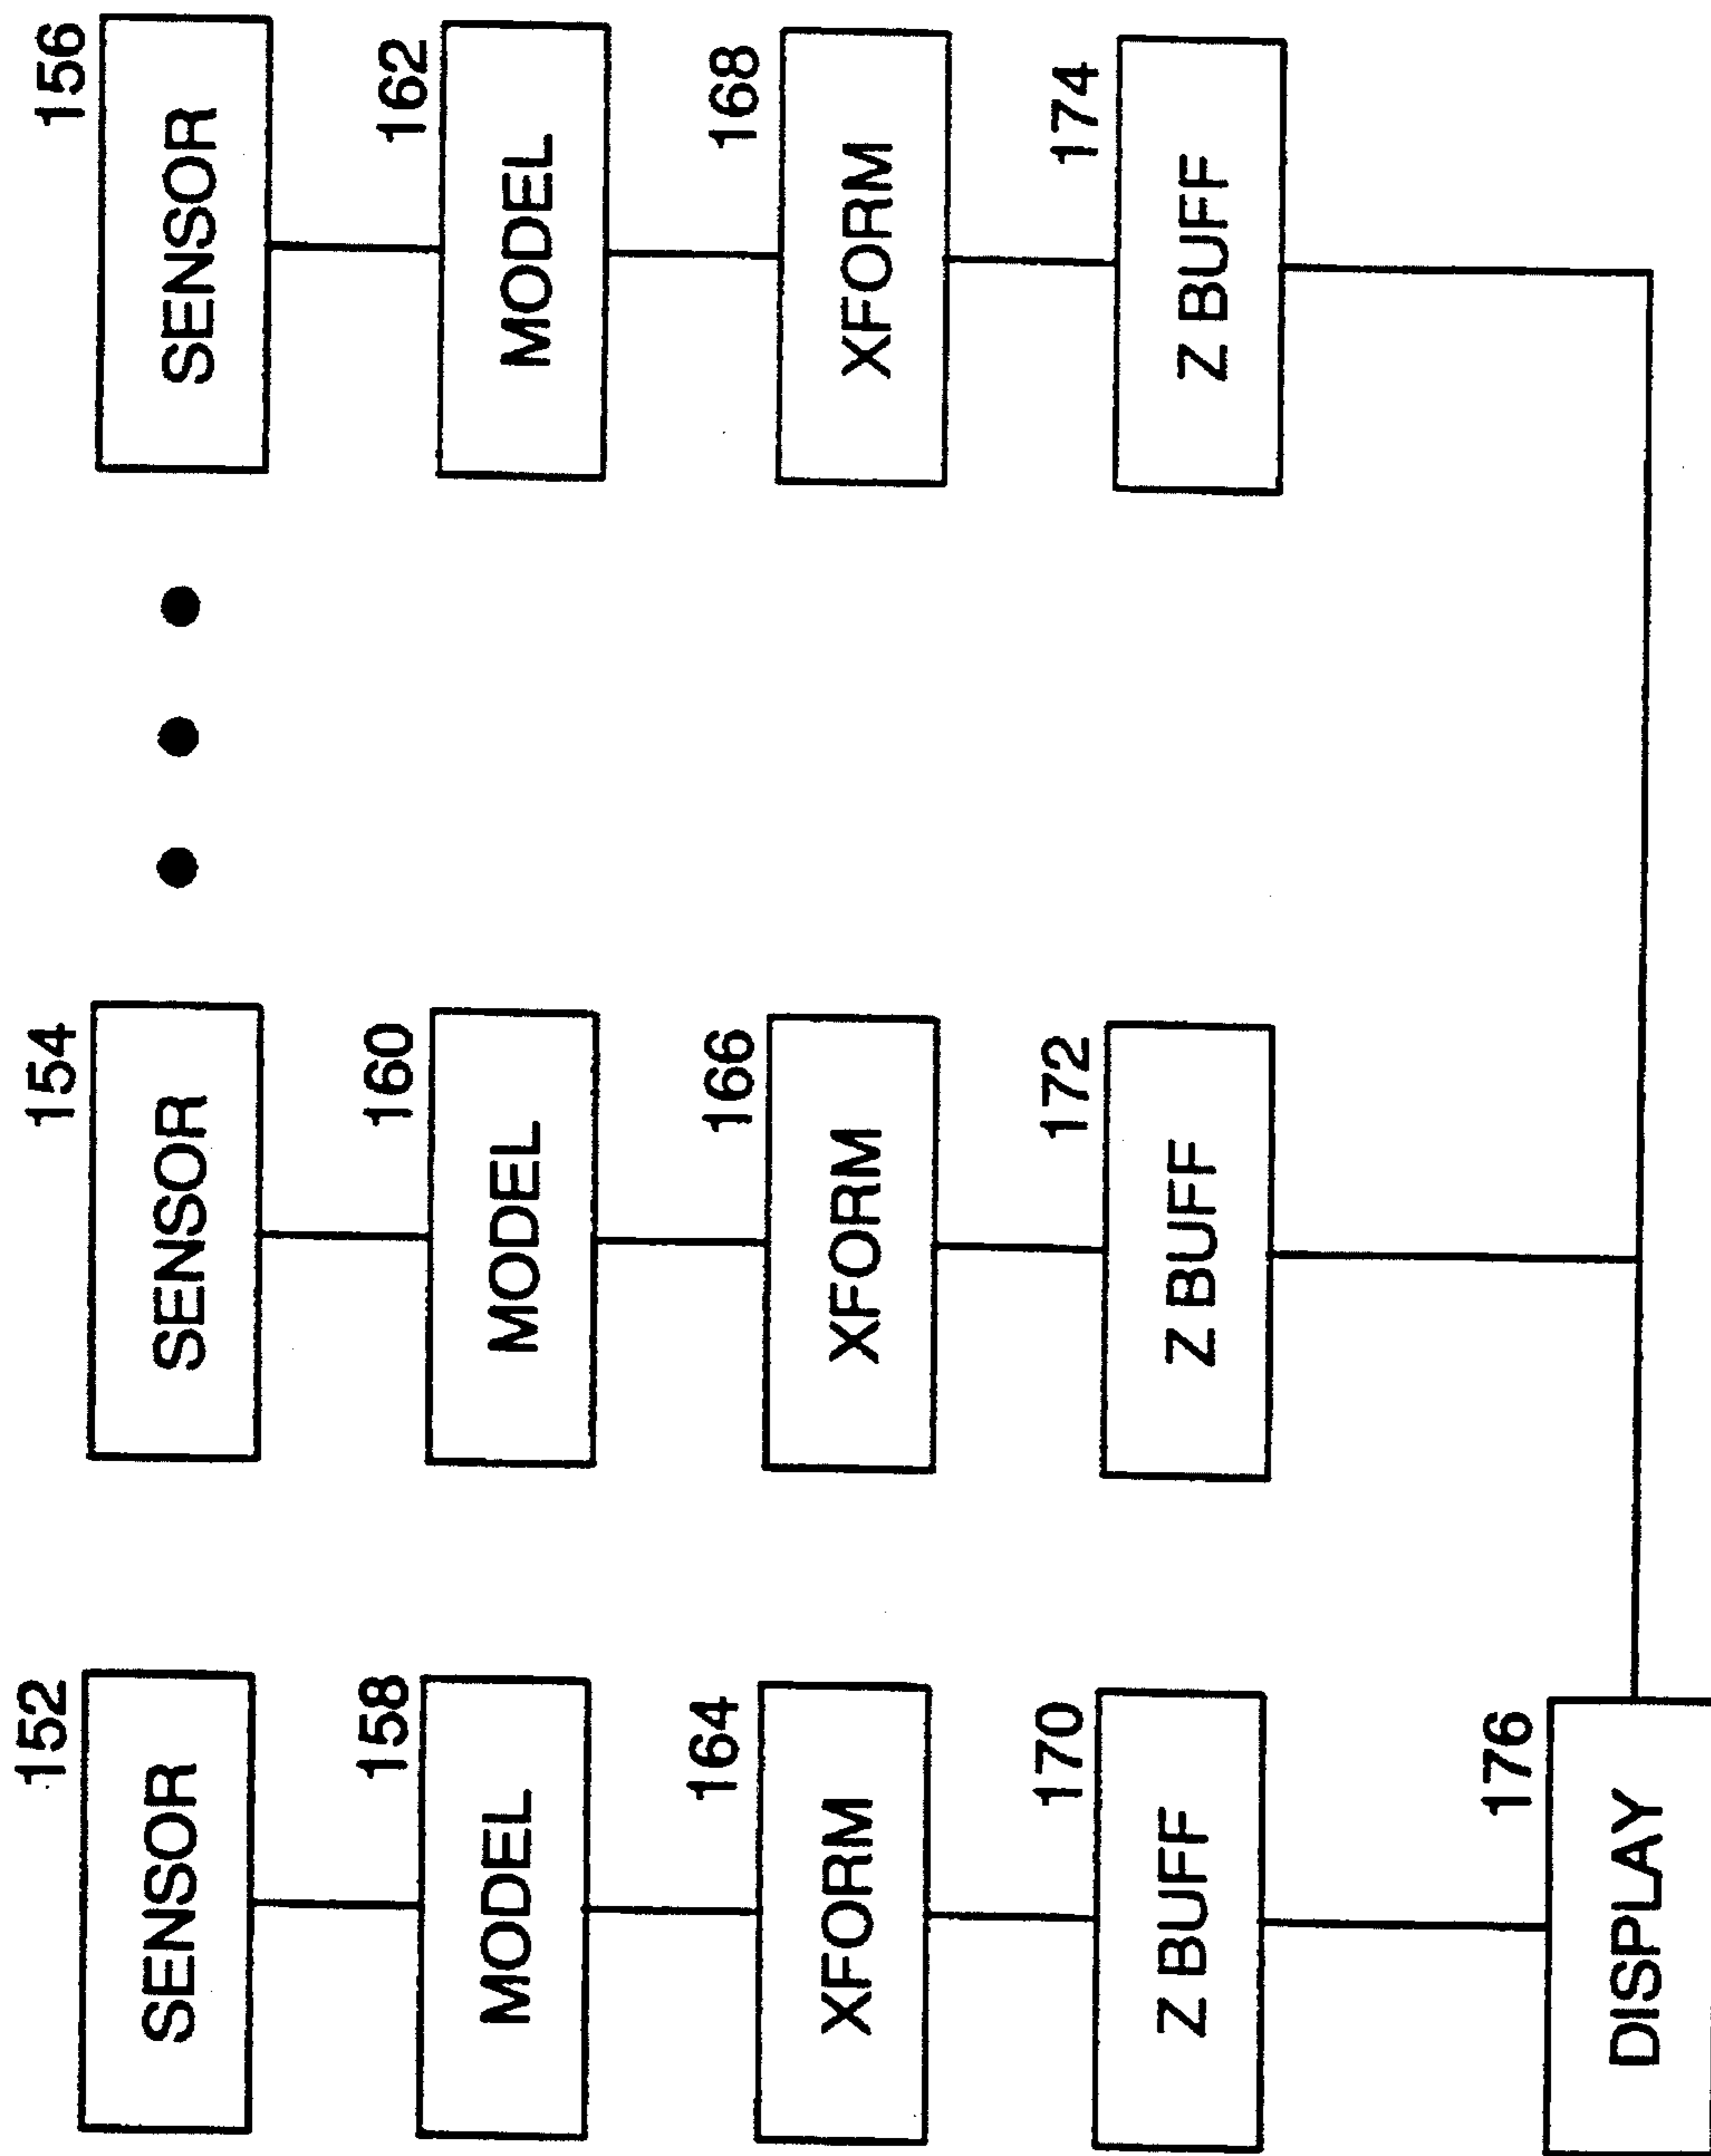 152
SENSOR
158
MODEL
164
XFORM
170
Z BUFF
176
DISPLAY
154
SENSOR
160
MODEL
166
XFORM
172
Z BUFF
156
SENSOR
162
MODEL
168
XFORM
174
Z BUFF